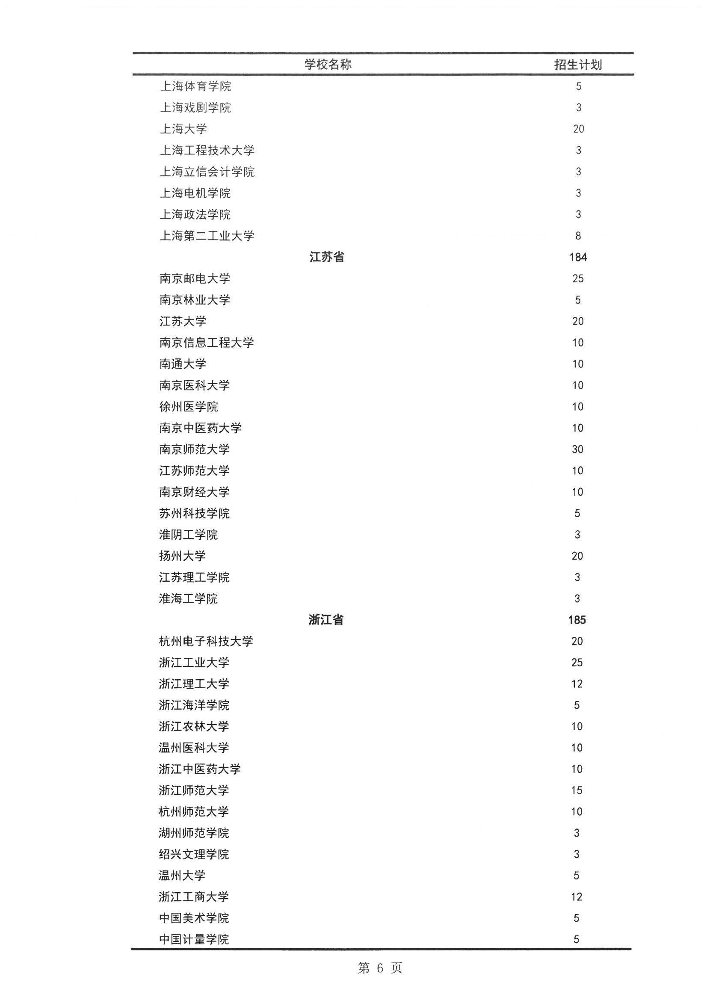 学校名称 招生计划
上海体育学院 5
上海戏剧学院 3
上海大学 20
上海工程技术大学 3
上海立信会计学院 3
上海电机学院 3
上海政法学院 3
上海第二工业大学 8
江苏省 184
南京邮电大学 25
南京林业大学 5
江苏大学 20
南京信息工程大学 10
南通大学 10
南京医科大学 10
徐州医学院 10
南京中医药大学 10
南京师范大学 30
江苏师范大学 10
南京财经大学 10
苏州科技学院 5
淮阴工学院 3
扬州大学 20
江苏理工学院 3
淮海工学院 3
浙江省 185
杭州电子科技大学 20
浙江工业大学 25
浙江理工大学 12
浙江海洋学院 5
浙江农林大学 10
温州医科大学 10
浙江中医药大学 10
浙江师范大学 15
杭州师范大学 10
湖州师范学院 3
绍兴文理学院 3
温州大学 5
浙江工商大学 12
中国美术学院 5
中国计量学院 5
第 6 页